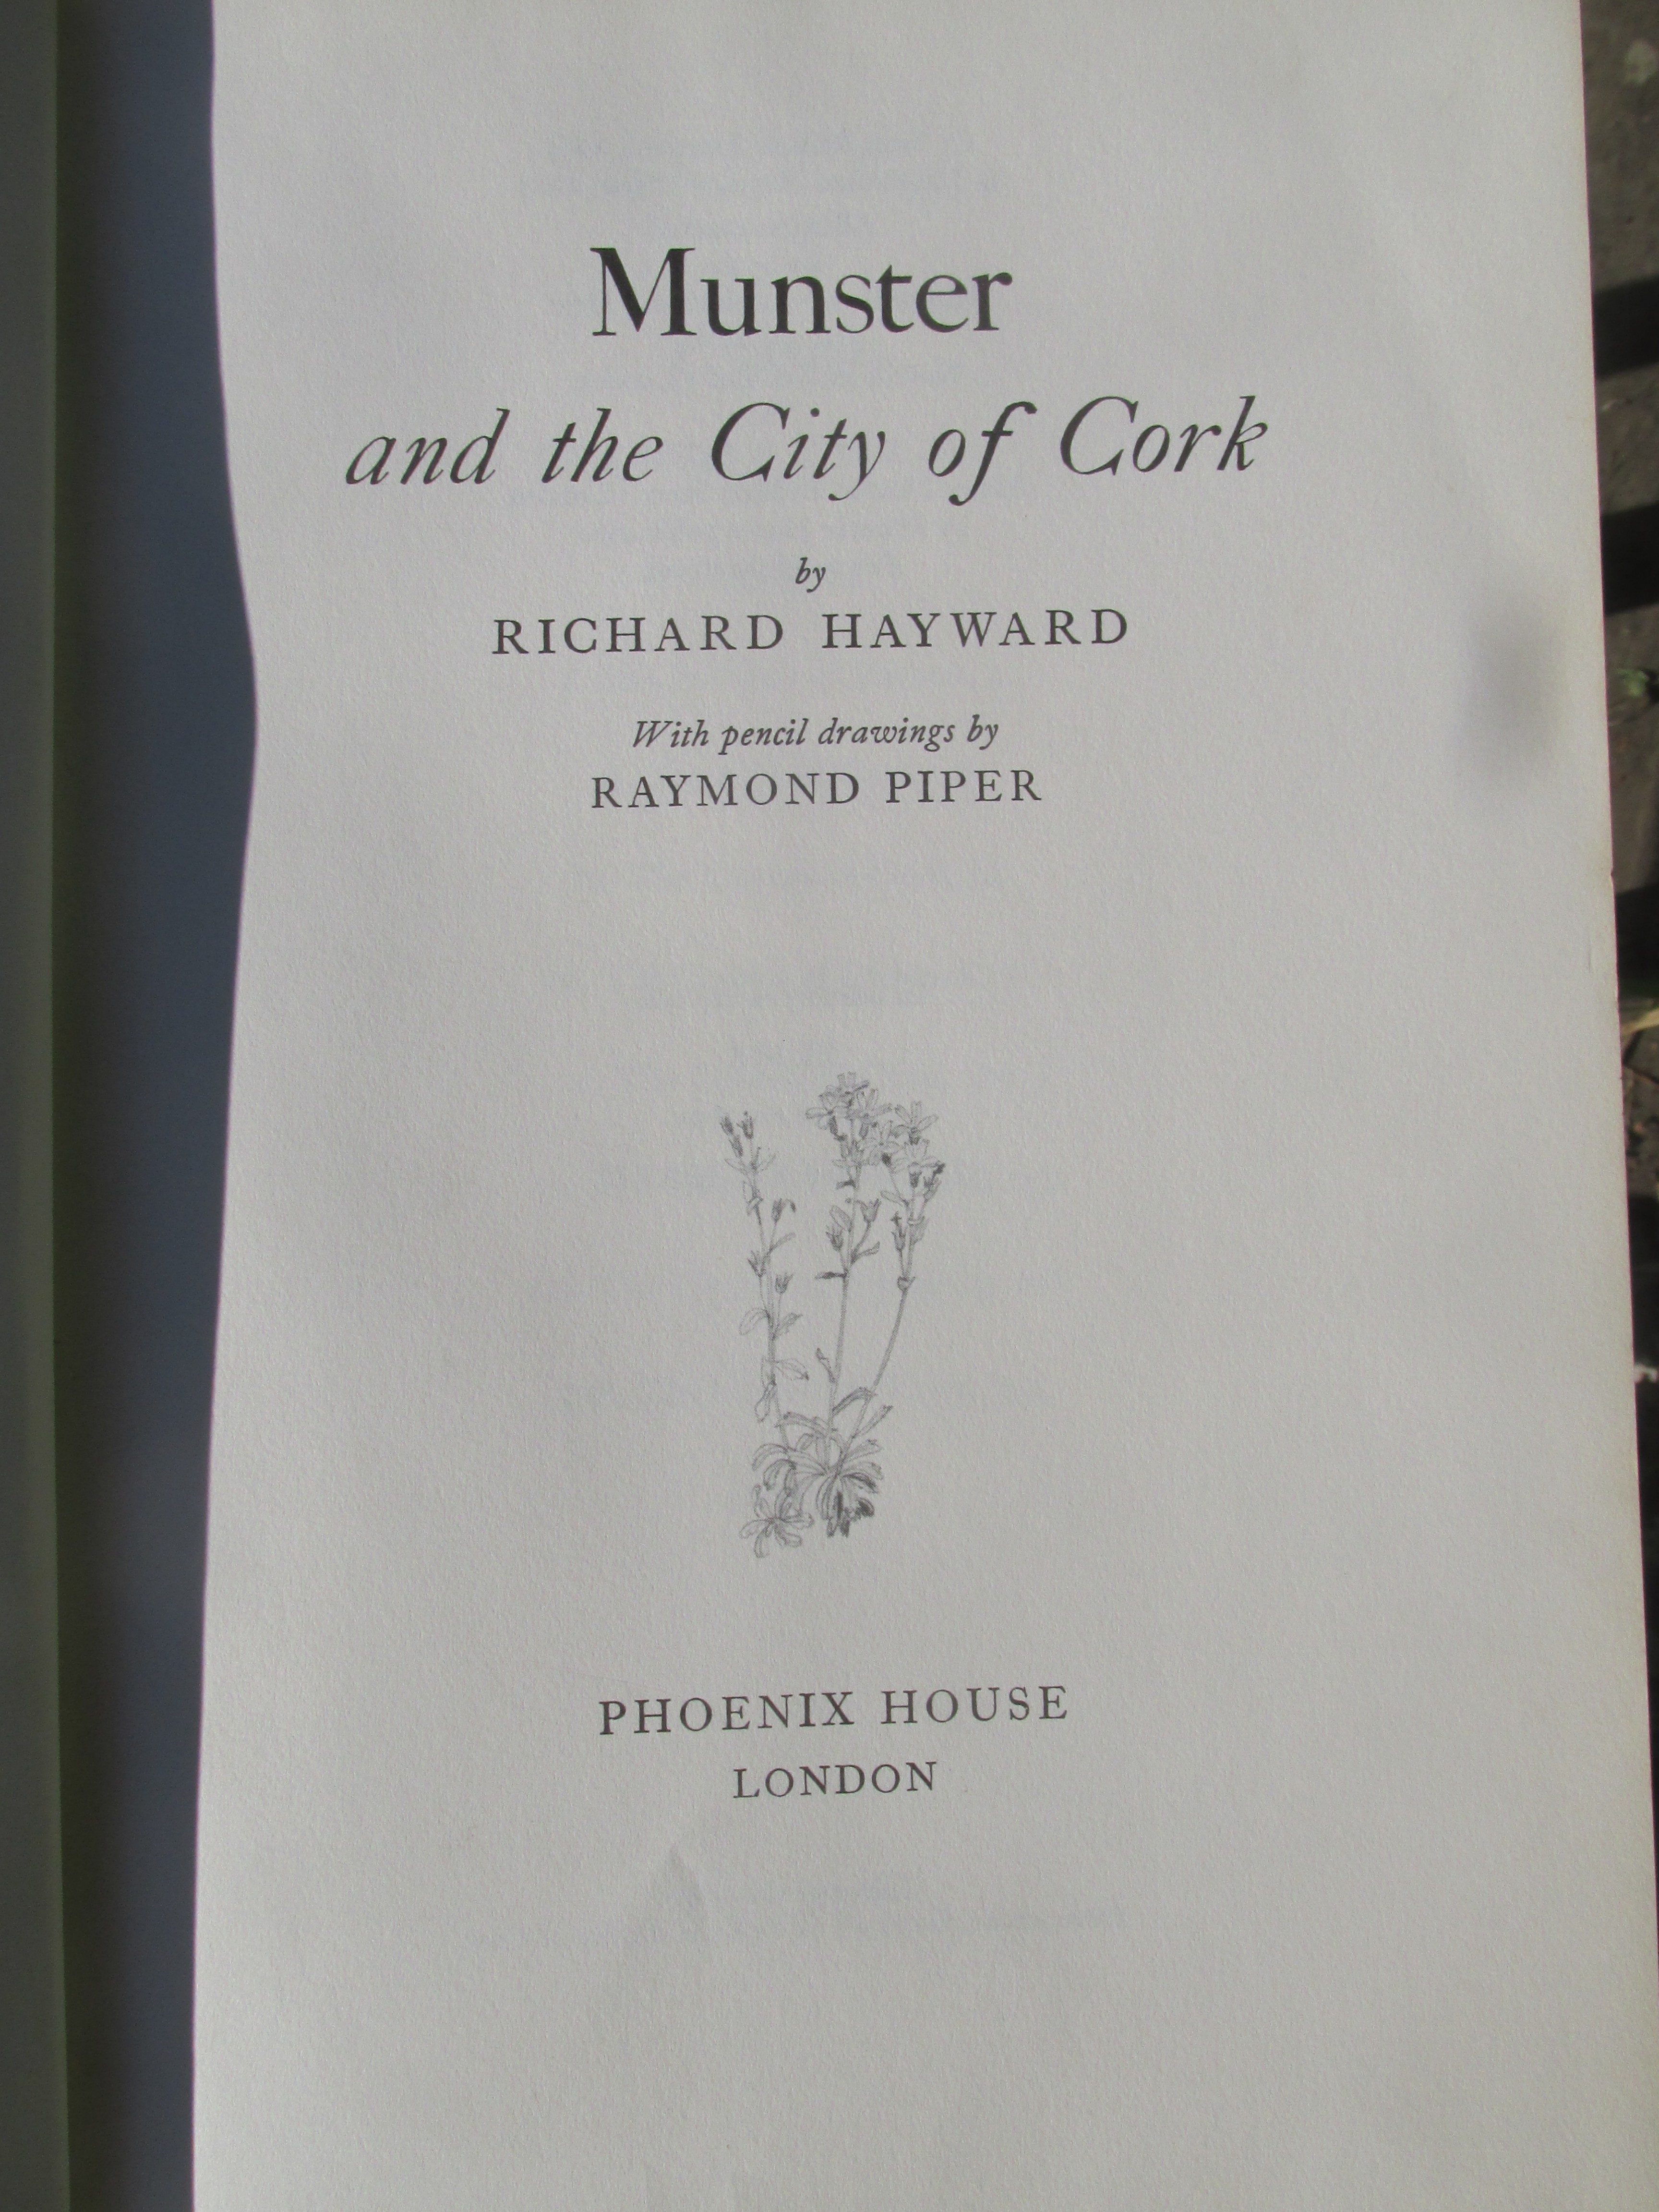 Munster
and the City of Cork
by
RICHARD HAYWARD
With pencil drawings by
RAYMOND PIPER
PHOENIX HOUSE
LONDON